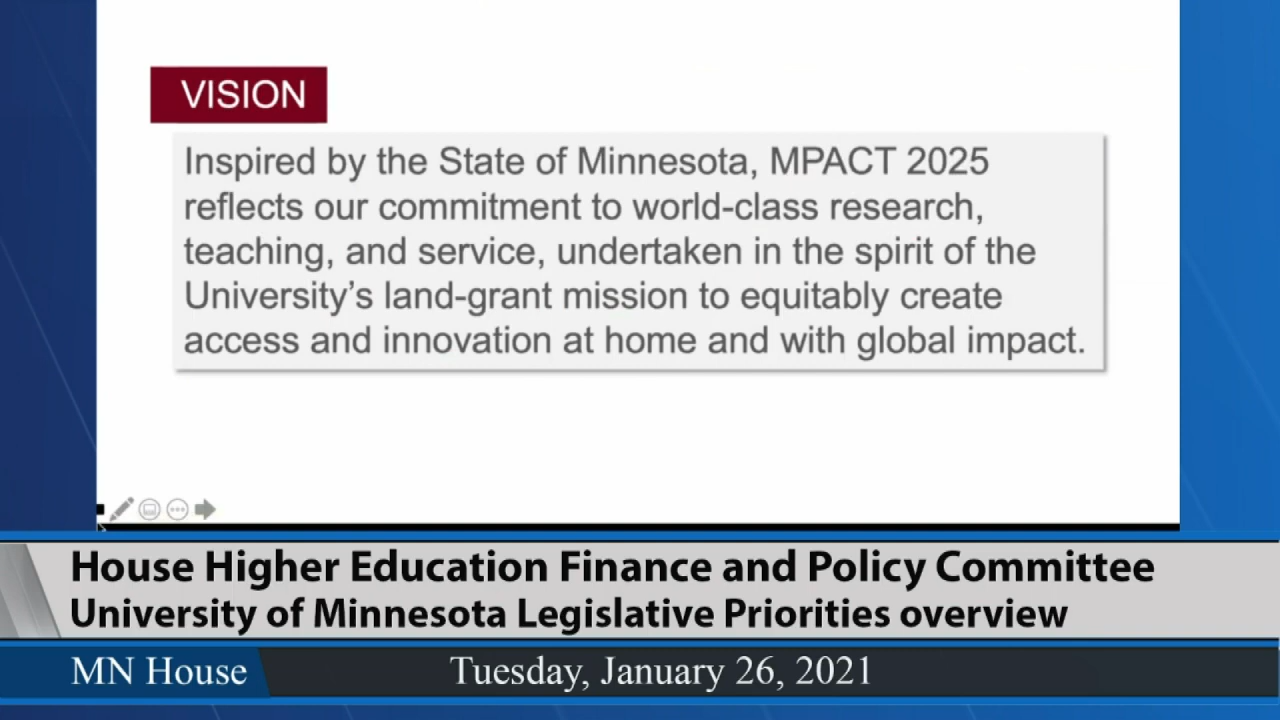 VISION
Inspired by the State of Minnesota, MPACT 2025
reflects our commitment to world-class research,
teaching, and service, undertaken in the spirit of the
University’s land-grant mission to equitably create
access and innovation at home and with global impact.
House Higher Education Finance and Policy Committee
University of Minnesota Legislative Priorities overview
MN House
Tuesday, January 26, 2021